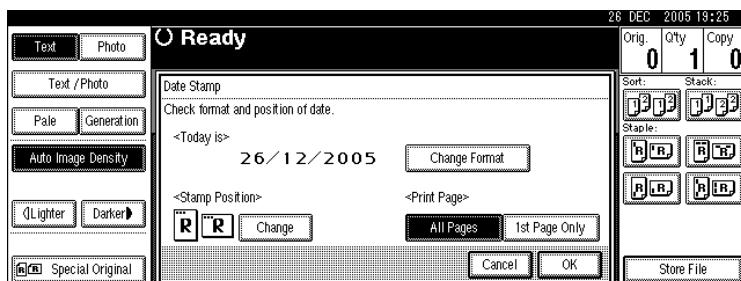 26 DEC 2005 19:25
Text Photo
Ready
Orig. Q'ty Copy
0 1 0
Text / Photo
Date Stamp
Sort: Stack:
Check format and position of date.
Pale Generation
<Today is>
Staple:
26/12/2005 Change Format
Auto Image Density
<Stamp Position> <Print Page>
Lighter Darker
R R Change All Pages 1st Page Only
Cancel OK
Special Original
Store File